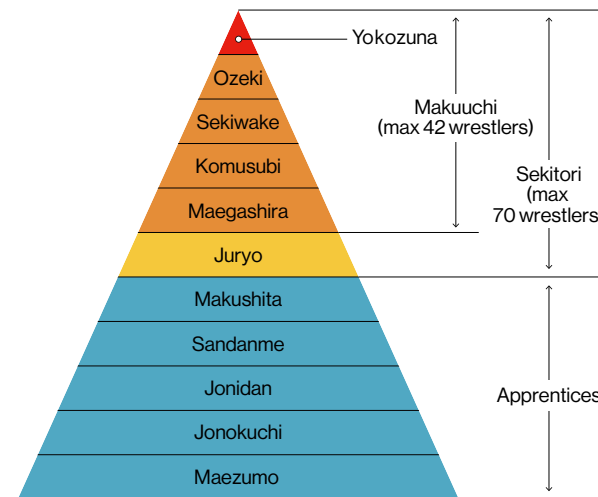 Yokozuna
Ozeki
Sekiwake
Komusubi
Maegashira
Juryo
Makushita
Sandanme
Jonidan
Jonokuchi
Maezumo
Makuuchi
(max 42 wrestlers)
Sekitori
(max
70 wrestlers
Apprentices